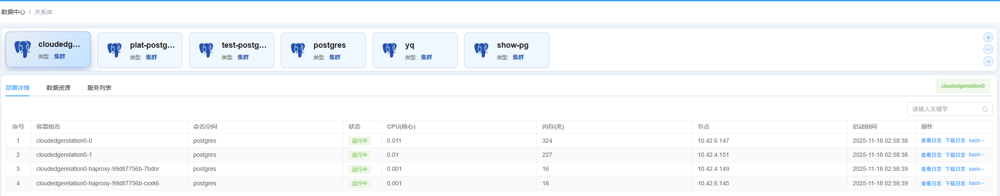 数据中心 / 关系库
cloudedg...
类型: 集群
plat-postg...
类型: 集群
test-postg...
类型: 集群
postgres
类型: 集群
yq
类型: 集群
show-pg
类型: 集群
部署详情 数据资源 服务列表
cloudedgerelation0
请输入关键字
序号 容器组名 命名空间 状态 CPU(核心) 内存(兆) 节点 启动时间 操作
1 cloudedgerelation0-0 postgres 运行中 0.011 324 10.42.6.147 2025-11-18 02:58:38 查看日志 下载日志 bash
2 cloudedgerelation0-1 postgres 运行中 0.01 227 10.42.4.151 2025-11-18 02:58:38 查看日志 下载日志 bash
3 cloudedgerelation0-haproxy-99d87756b-7bdnr postgres 运行中 0.001 16 10.42.4.149 2025-11-18 02:58:39 查看日志 下载日志 bash
4 cloudedgerelation0-haproxy-99d87756b-cxxk6 postgres 运行中 0.001 18 10.42.6.145 2025-11-18 02:58:39 查看日志 下载日志 bash